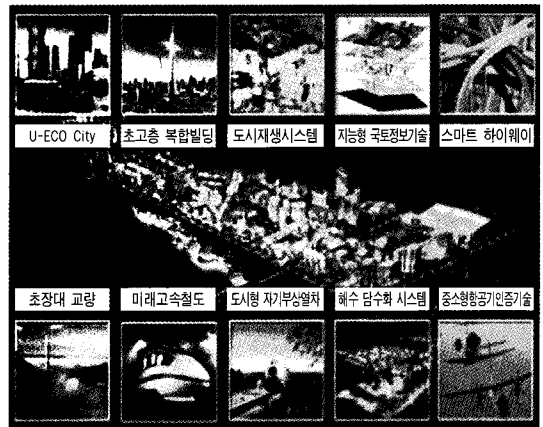 U-ECO City
초고층 복합빌딩
도시재생시스템
지능형 국토정보기술
스마트 하이웨이
초장대 교량
미래고속철도
도시형 자기부상열차
해수 담수화 시스템
중소형항공기인증기술